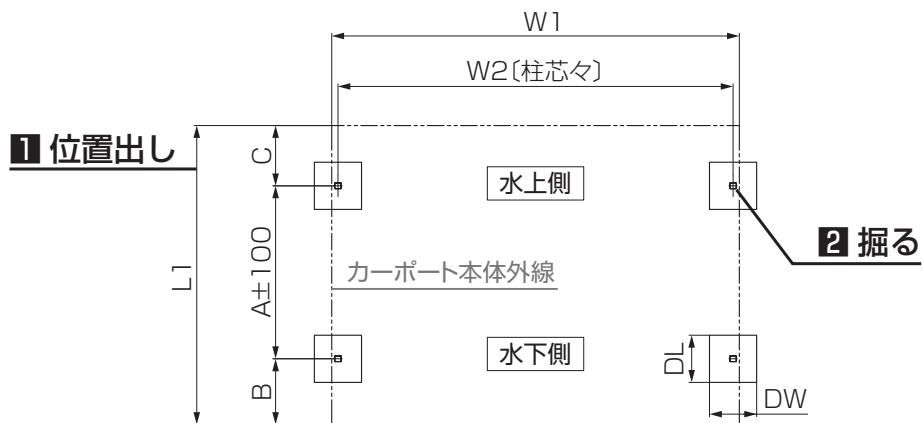 W1
W2〔柱芯々〕
1 位置出し
C
水上側
2 掘る
L1
A±100
カーポート本体外線
水下側
DL
B
DW